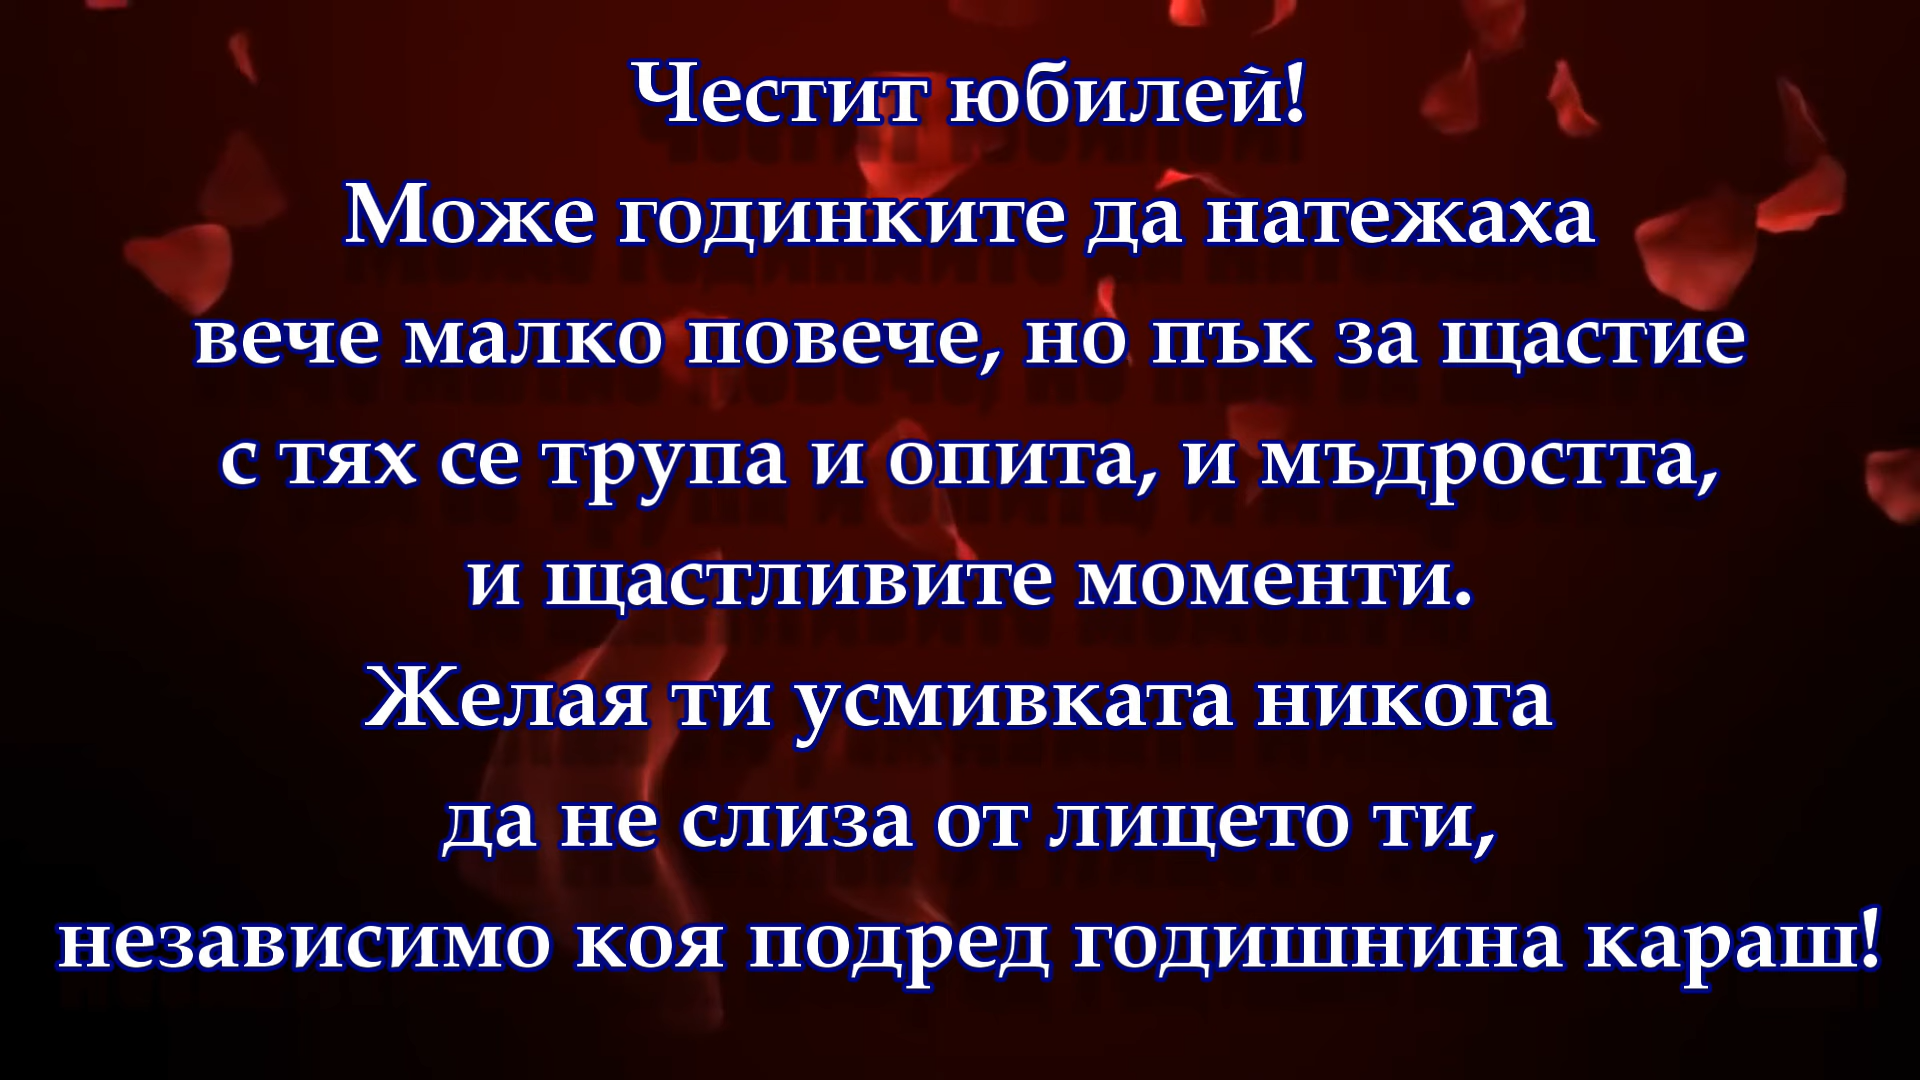 Честит юбилей!
Може годинките да натежаха
вече малко повече, но пък за щастие
с тях се трупа и опита, и мъдростта,
и щастливите моменти.
Желая ти усмивката никога
да не слиза от лицето ти,
независимо коя подред годишнина караш!